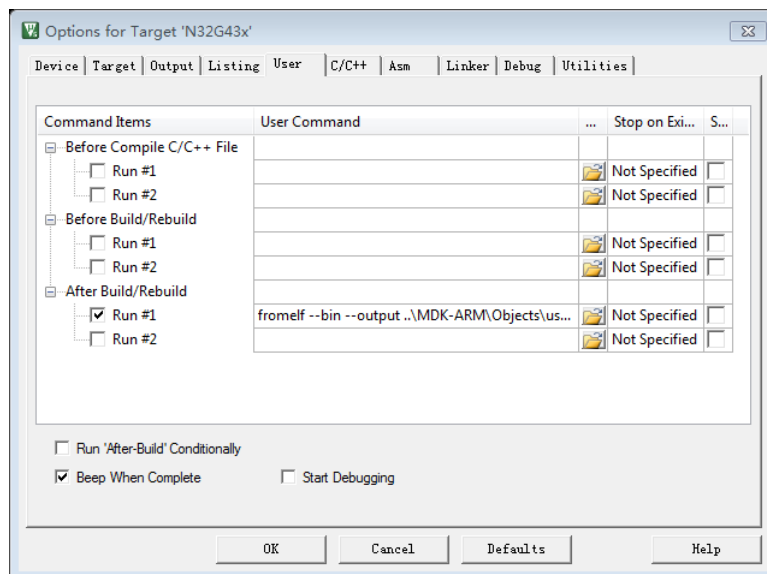 Options for Target 'N32G43x'
Device Target Output Listing User C/C++ Asm Linker Debug Utilities
Command Items User Command ... Stop on Exi... S...
Before Compile C/C++ File
Run #1 Not Specified
Run #2 Not Specified
Before Build/Rebuild
Run #1 Not Specified
Run #2 Not Specified
After Build/Rebuild
Run #1 fromelf --bin --output ..\MDK-ARM\Objects\us... Not Specified
Run #2 Not Specified
Run 'After-Build' Conditionally
Beep When Complete Start Debugging
OK Cancel Defaults Help